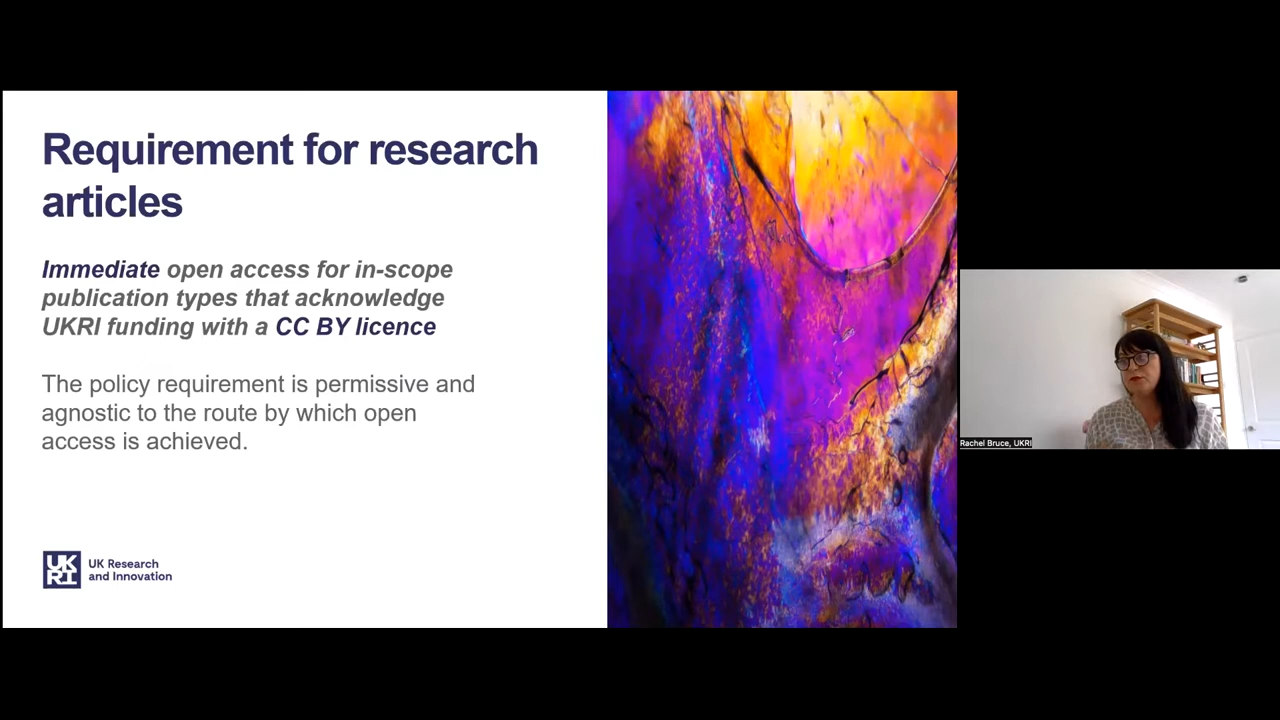 Requirement for research
articles
Immediate open access for in-scope
publication types that acknowledge
UKRI funding with a CC BY licence
The policy requirement is permissive and
agnostic to the route by which open
access is achieved.
UK
RI
UK Research
and Innovation
Rachel Bruce, UKRI